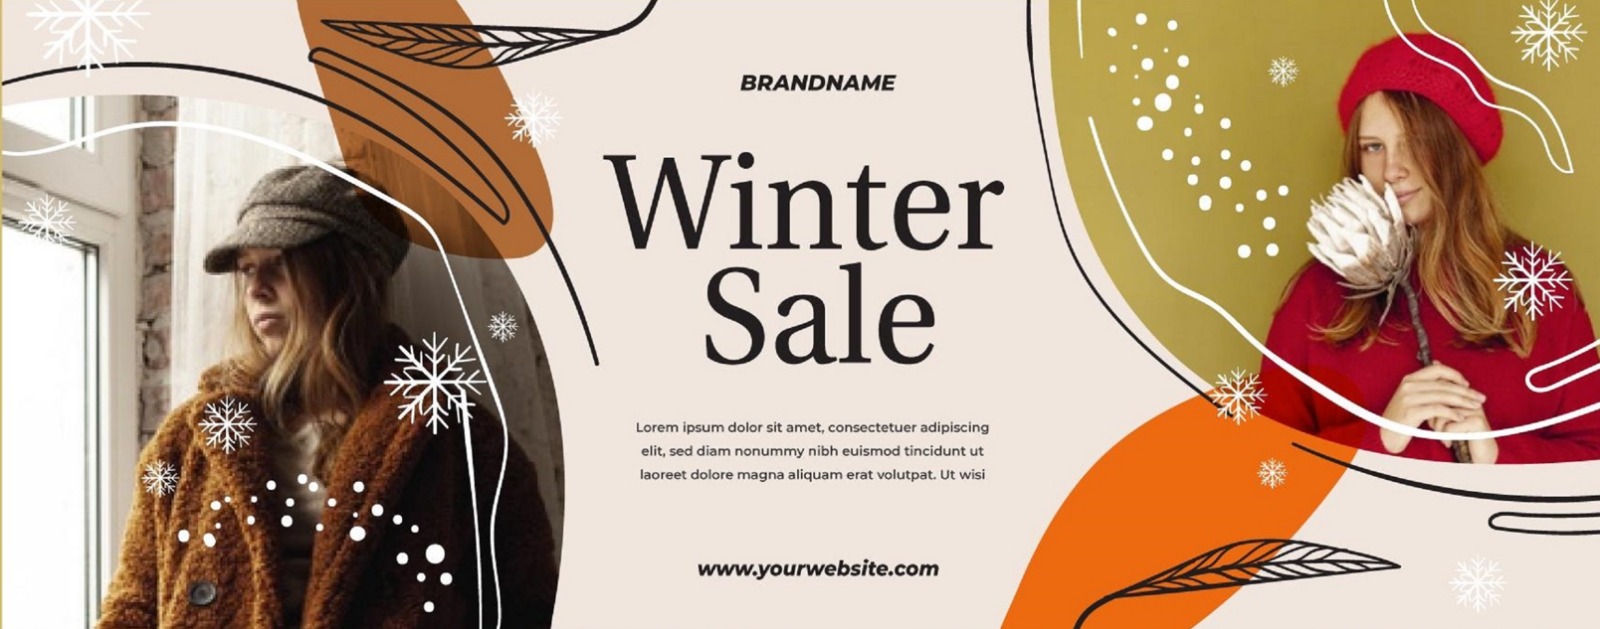 BRANDNAME
Winter
Sale
Lorem ipsum dolor sit amet, consectetuer adipiscing
elit, sed diam nonummy nibh euismod tincidunt ut
laoreet dolore magna aliquam erat volutpat. Ut wisi
www.yourwebsite.com